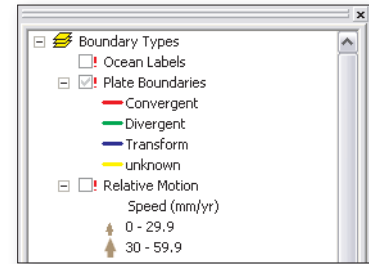 Boundary Types
Ocean Labels
Plate Boundaries
Convergent
Divergent
Transform
unknown
Relative Motion
Speed (mm/yr)
0 - 29.9
30 - 59.9